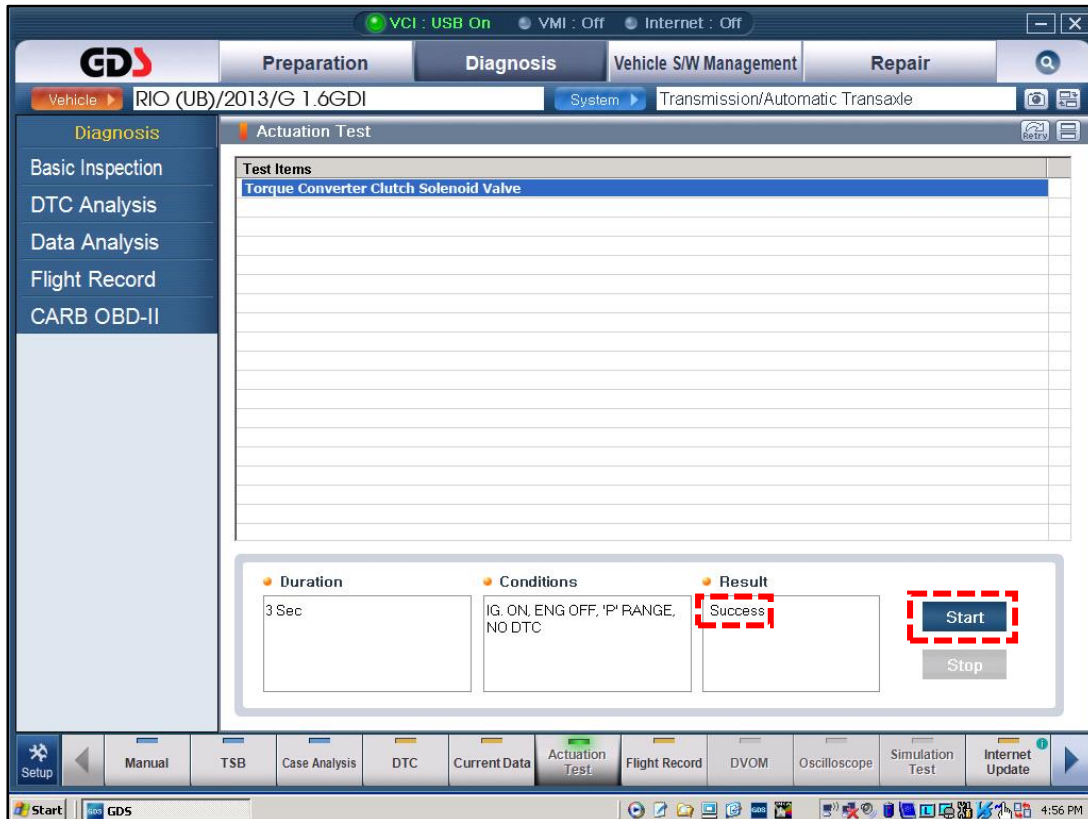 VCI : USB On VMI : Off Internet : Off
GDS Preparation Diagnosis Vehicle S/W Management Repair
Vehicle RIO (UB)/2013/G 1.6GDI System Transmission/Automatic Transaxle
Diagnosis
Actuation Test
Retry
Basic Inspection
DTC Analysis
Data Analysis
Flight Record
CARB OBD-II
Test Items
Torque Converter Clutch Solenoid Valve
Duration
3 Sec
Conditions
IG. ON, ENG OFF, 'P' RANGE,
NO DTC
Result
Success
Start
Stop
Setup
Manual
TSB
Case Analysis
DTC
Current Data
Actuation
Test
Flight Record
DVOM
Oscilloscope
Simulation
Test
Internet
Update
Start GDS 4:56 PM